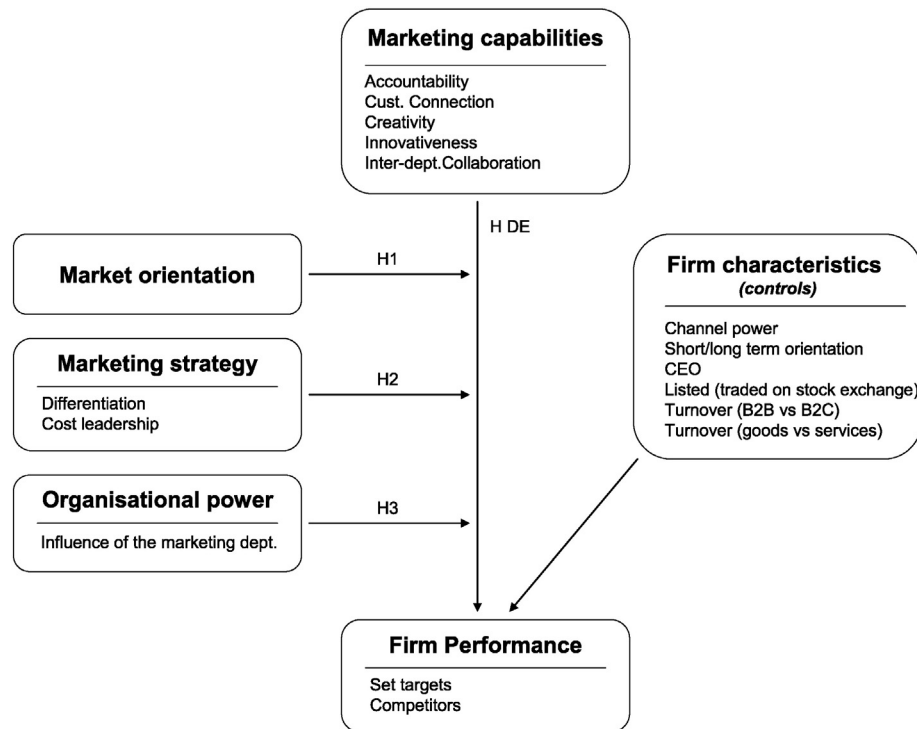 Marketing capabilities
Accountability
Cust. Connection
Creativity
Innovativeness
Inter-dept.Collaboration
H DE
Market orientation
H1
Marketing strategy
Differentiation
Cost leadership
H2
Organisational power
Influence of the marketing dept.
H3
Firm characteristics
(controls)
Channel power
Short/long term orientation
CEO
Listed (traded on stock exchange)
Turnover (B2B vs B2C)
Turnover (goods vs services)
Firm Performance
Set targets
Competitors